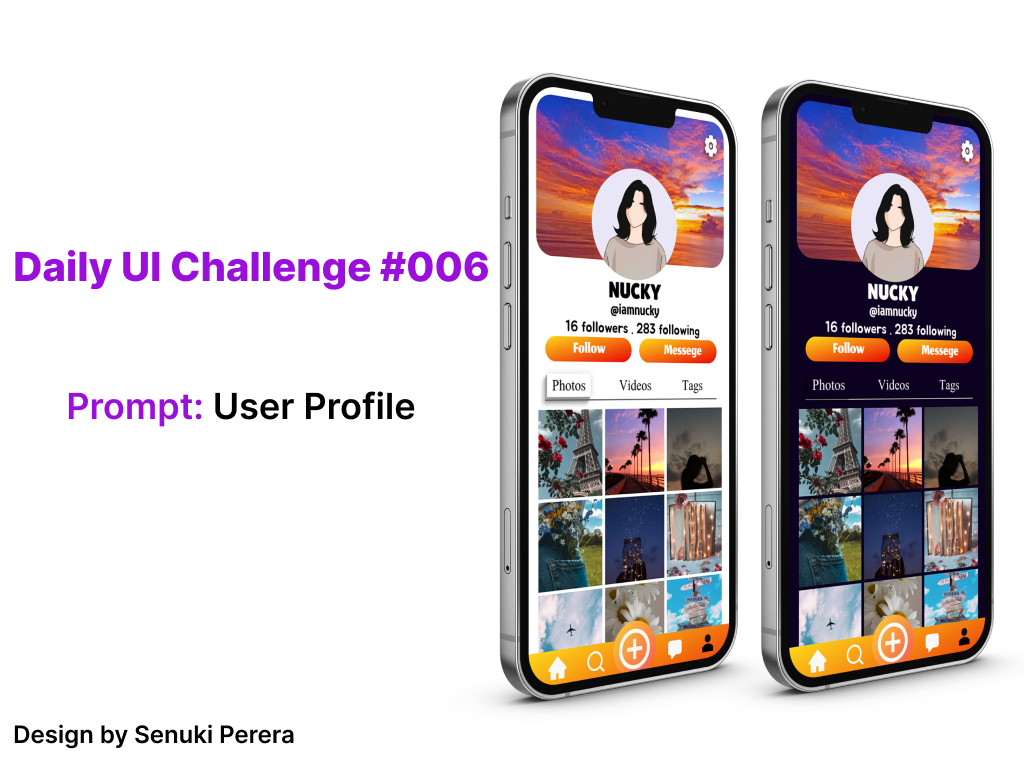 Daily UI Challenge #006
Prompt: User Profile
Design by Senuki Perera
NUCKY
@iamnucky
16 followers . 283 following
Follow
Messege
Photos
Videos
Tags
NUCKY
@iamnucky
16 followers . 283 following
Follow
Messege
Photos
Videos
Tags